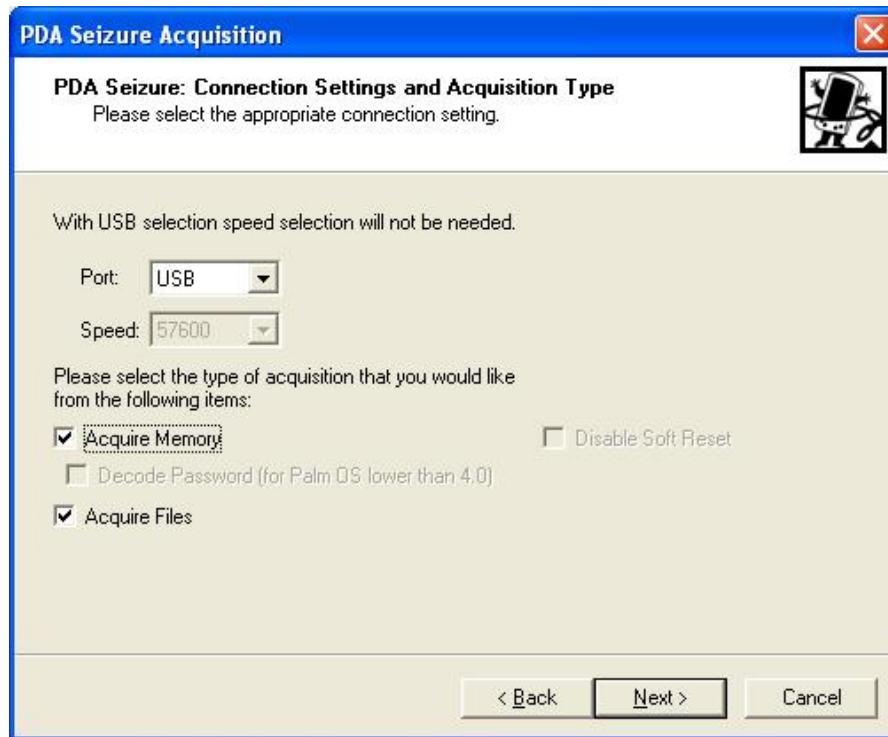 PDA Seizure Acquisition
PDA Seizure: Connection Settings and Acquisition Type
Please select the appropriate connection setting.
With USB selection speed selection will not be needed.
Port: USB
Speed: 57600
Please select the type of acquisition that you would like
from the following items:
Acquire Memory
Disable Soft Reset
Decode Password (for Palm OS lower than 4.0)
Acquire Files
< Back
Next >
Cancel